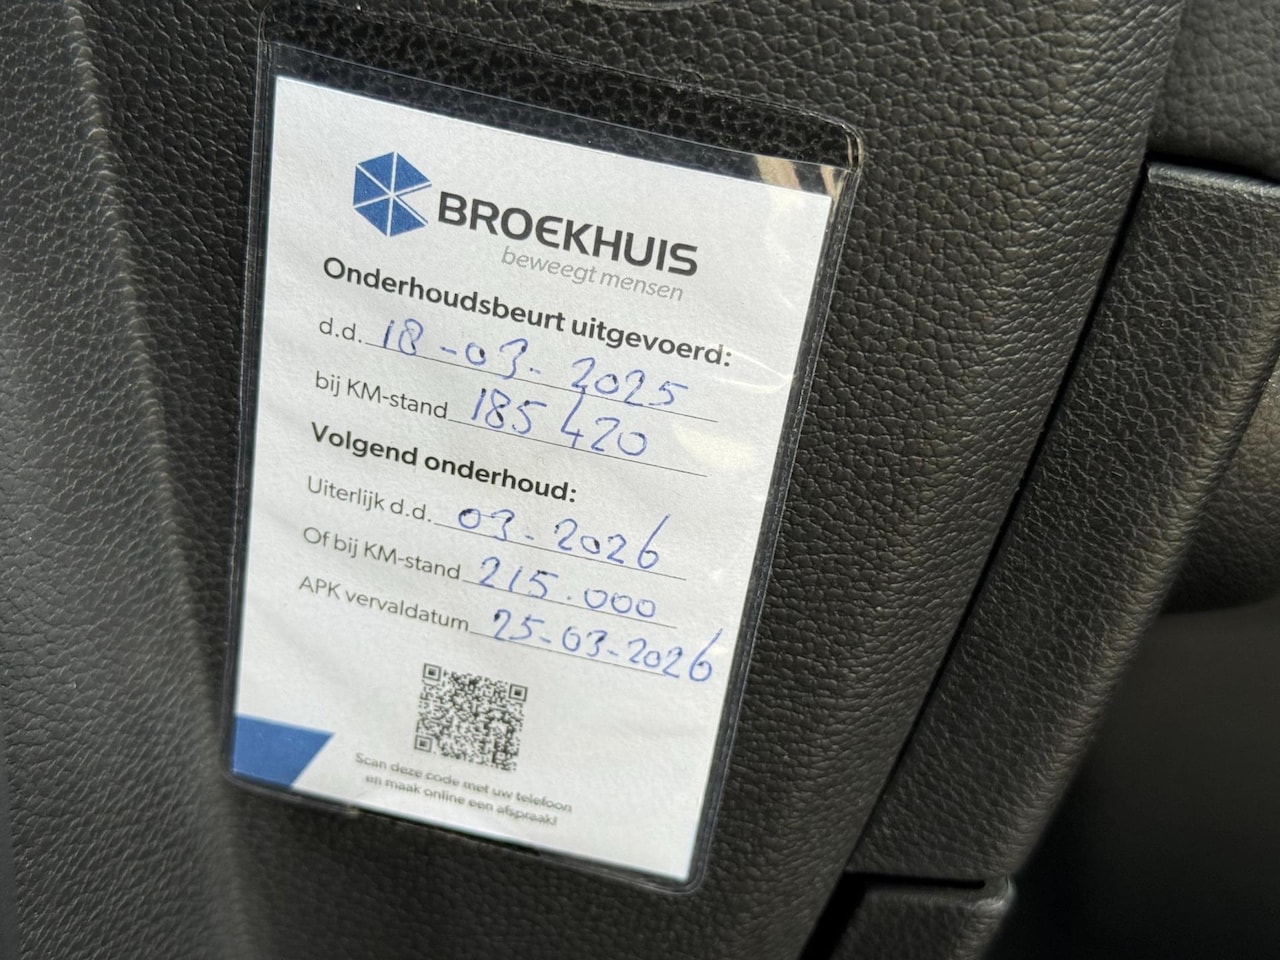 BROEKHUIS
beweegt mensen
Onderhoudsbeurt uitgevoerd:
d.d. 18-03-2025
bij KM-stand 185 420
Volgend onderhoud:
Uiterlijk d.d. 03-2026
Of bij KM-stand 215.000
APK vervaldatum 25-03-2026
Scan deze code met uw telefoon
en maak online een afspraak!